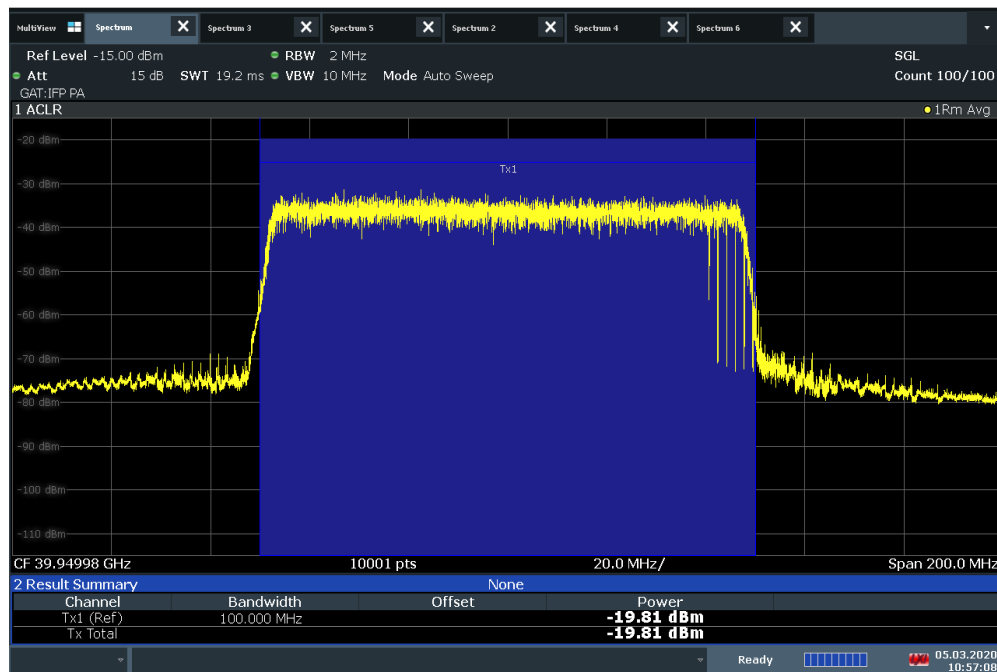 MultiView Spectrum Spectrum 3 Spectrum 5 Spectrum 2 Spectrum 4 Spectrum 6
Ref Level -15.00 dBm RBW 2 MHz SGL
Att 15 dB SWT 19.2 ms VBW 10 MHz Mode Auto Sweep Count 100/100
GAT:IFP PA
1 ACLR 1Rm Avg
-20 dBm
Tx1
-30 dBm
-40 dBm
-50 dBm
-60 dBm
-70 dBm
-80 dBm
-90 dBm
-100 dBm
-110 dBm
CF 39.94998 GHz 10001 pts 20.0 MHz/ Span 200.0 MHz
2 Result Summary None
Channel Bandwidth Offset Power
Tx1 (Ref) 100.000 MHz -19.81 dBm
Tx Total -19.81 dBm
Ready 05.03.2020
10:57:08